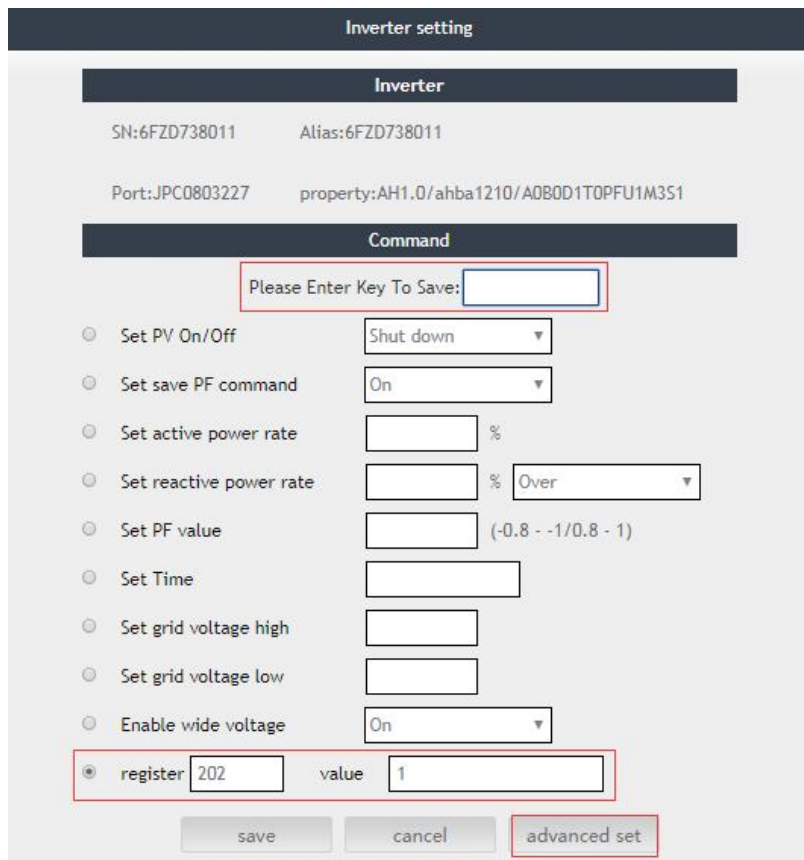 Inverter setting
Inverter
SN:6FZD738011 Alias:6FZD738011
Port:JPC0803227 property:AH1.0/ahba1210/A0B0D1T0PFU1M3S1
Command
Please Enter Key To Save:
Set PV On/Off Shut down
Set save PF command On
Set active power rate %
Set reactive power rate % Over
Set PF value (-0.8 - -1/0.8 - 1)
Set Time
Set grid voltage high
Set grid voltage low
Enable wide voltage On
register 202 value 1
save cancel advanced set